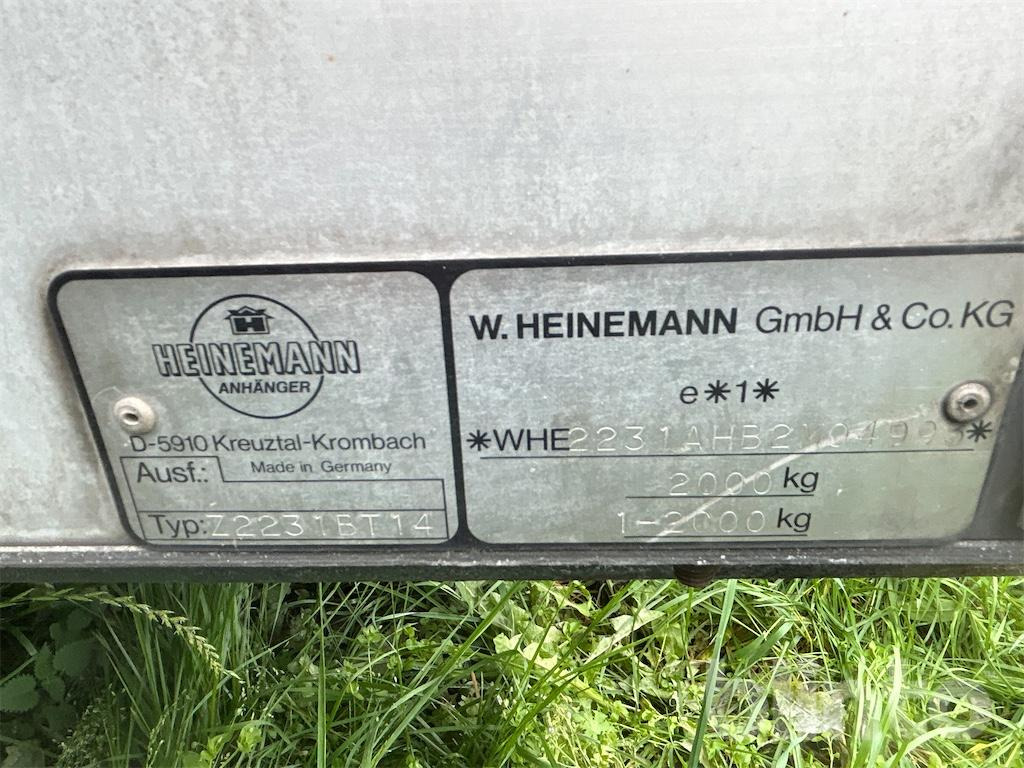 H
HEINEMANN
ANHÄNGER
D-5910 Kreuztal-Krombach
Ausf.: Made in Germany
Typ: Z2231BT14
W. HEINEMANN GmbH & Co. KG
e*1*
2000 kg
1-2000 kg